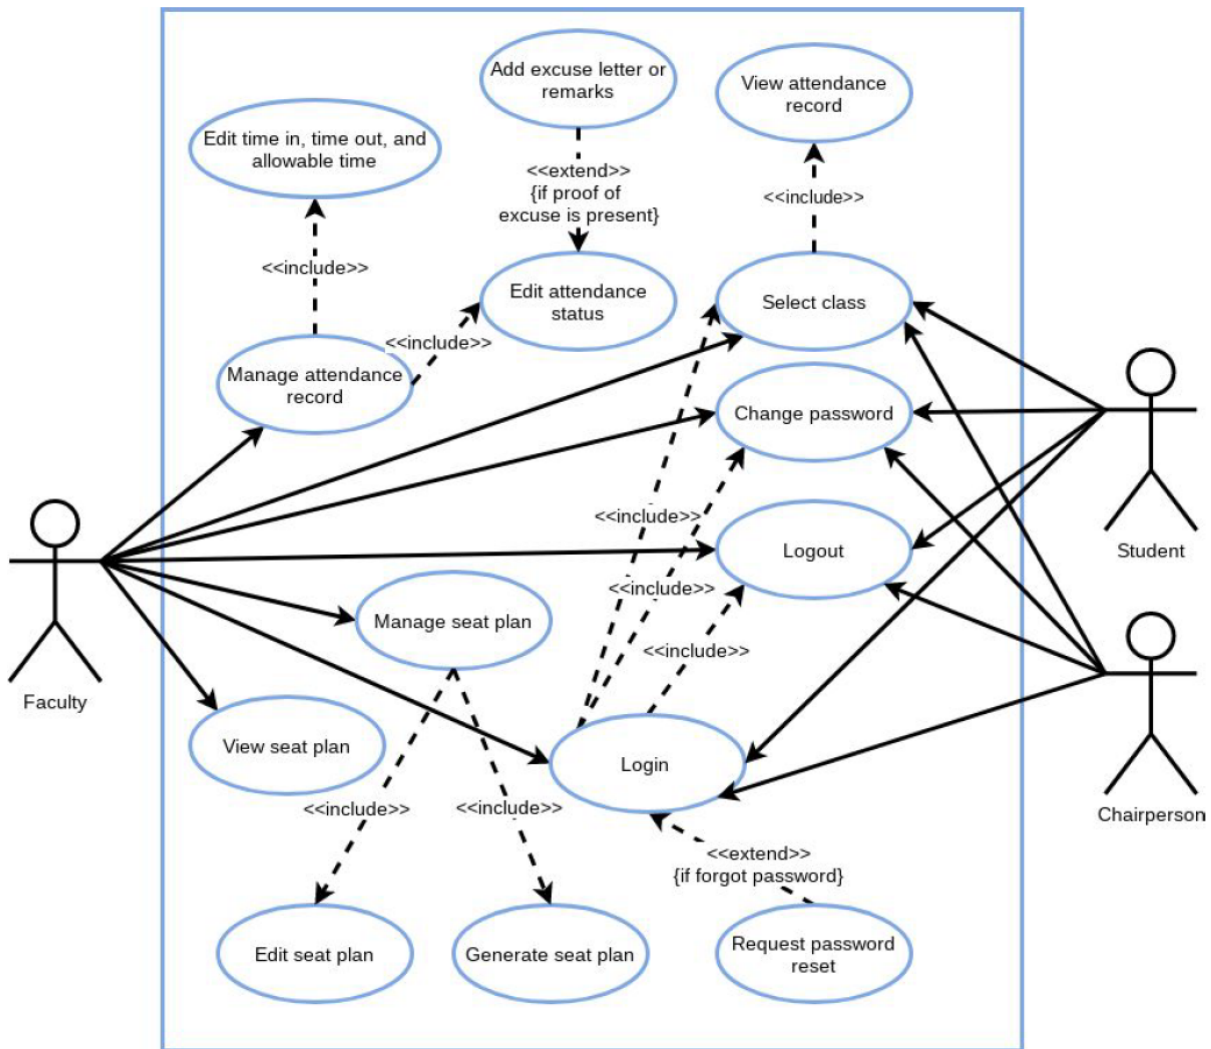 Add excuse letter or
remarks
View attendance
record
Edit time in, time out, and
allowable time
<<extend>>
{if proof of
excuse is present}
<<include>>
<<include>>
Edit attendance
status
Select class
<<include>>
Manage attendance
record
Change password
<<include>>
Logout
Student
<<include>>
Manage seat plan
<<include>>
Faculty
View seat plan
Login
<<include>>
<<include>>
Chairperson
<<extend>>
{if forgot password}
Edit seat plan
Generate seat plan
Request password
reset